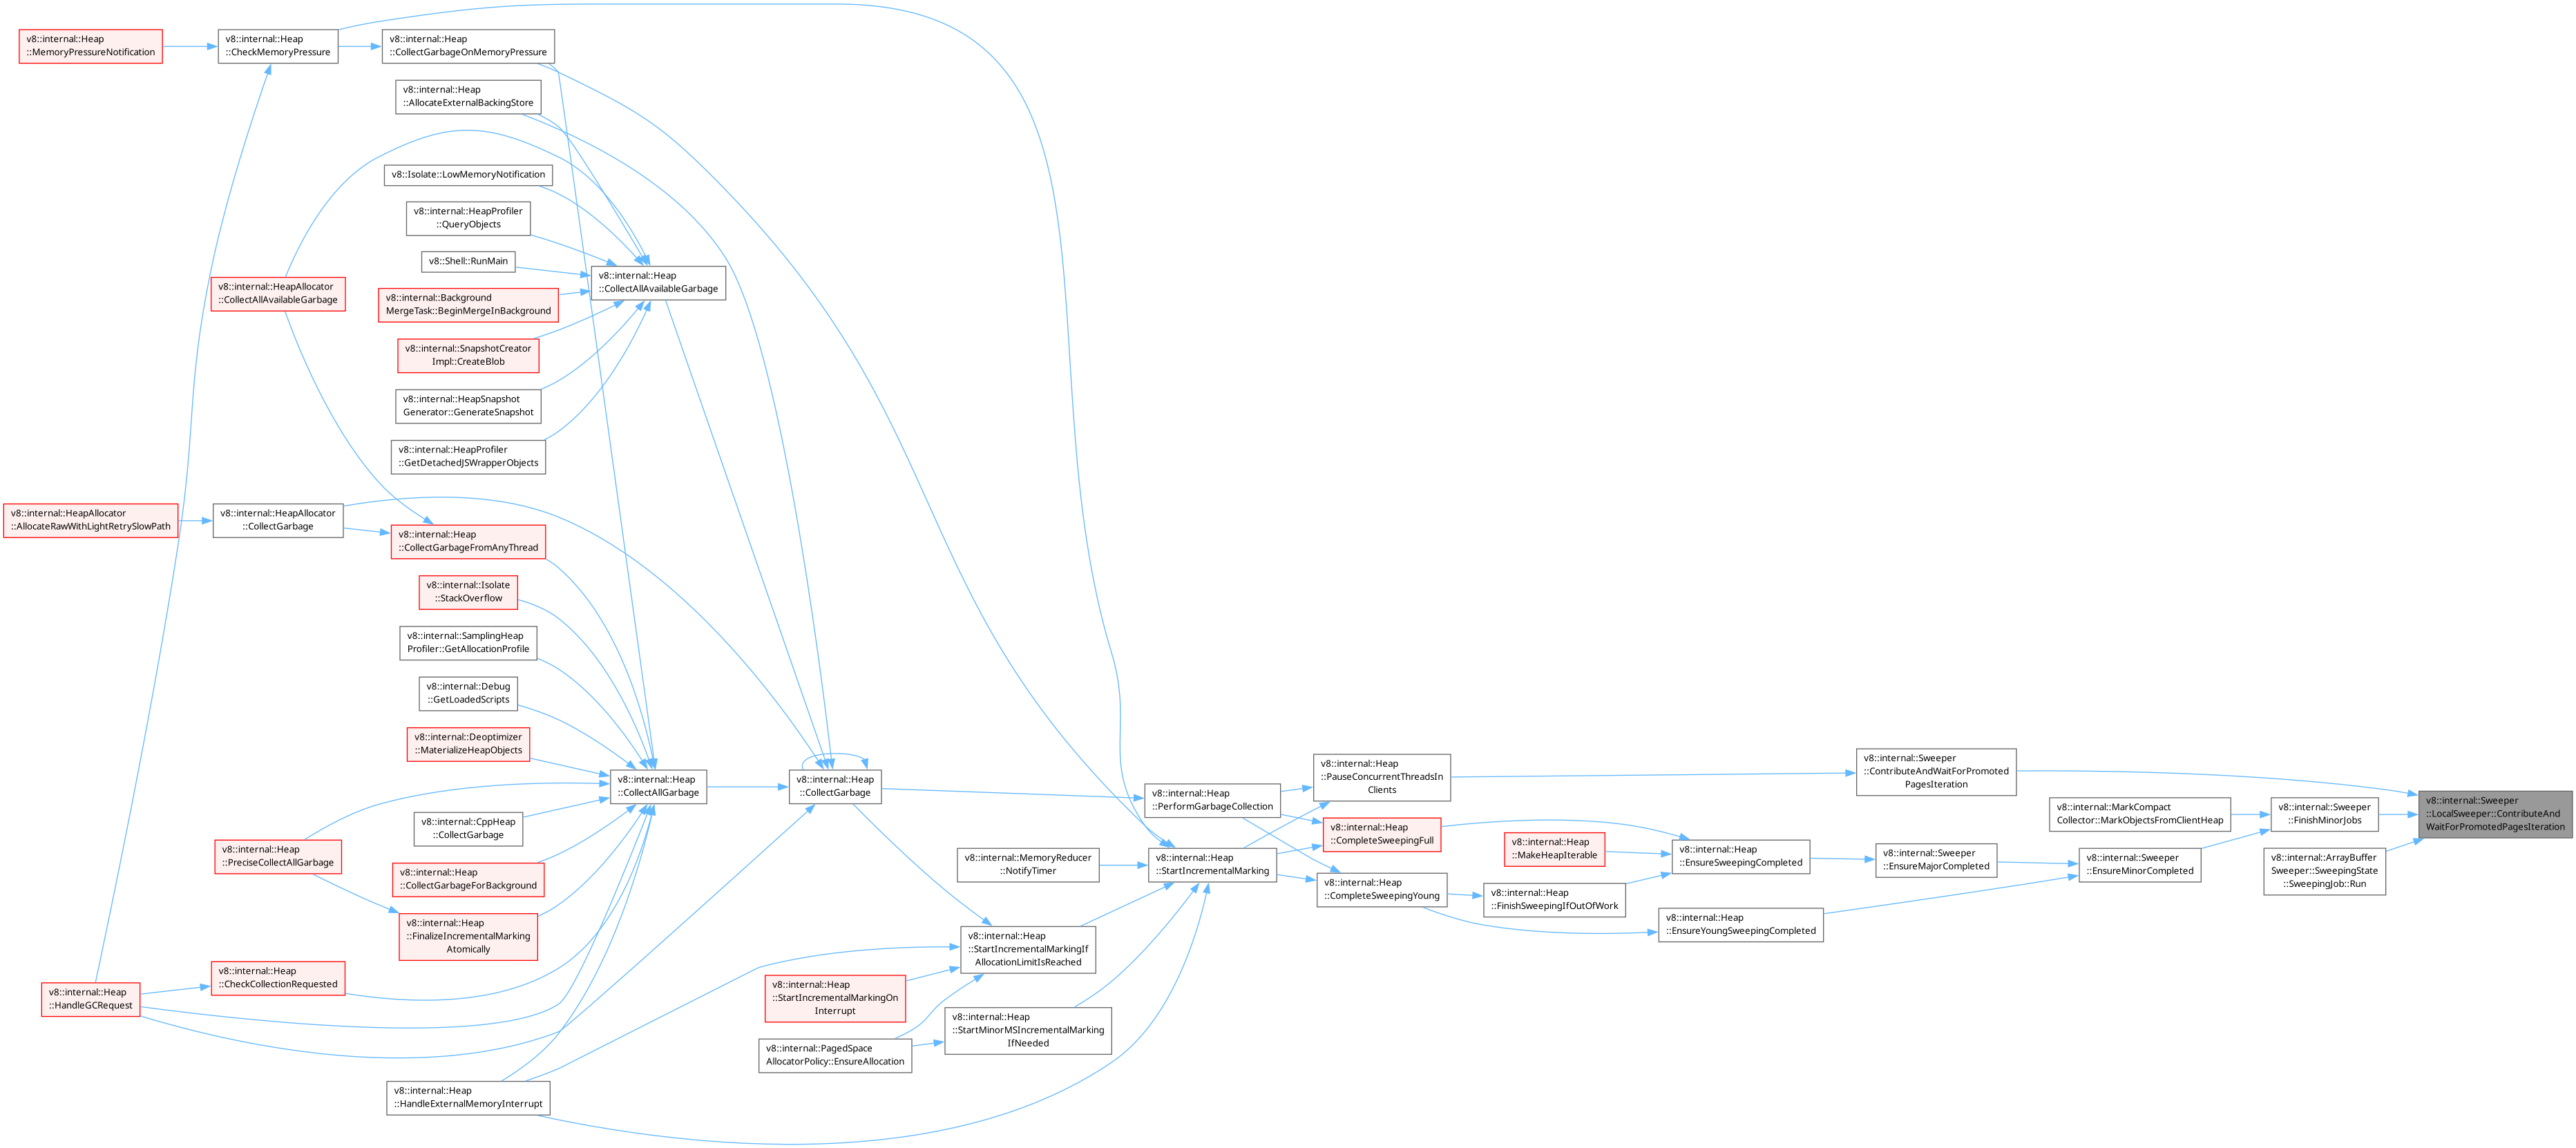 v8::internal::Heap
::MemoryPressureNotification
v8::internal::Heap
::CheckMemoryPressure
v8::internal::Heap
::CollectGarbageOnMemoryPressure
v8::internal::Heap
::AllocateExternalBackingStore
v8::Isolate::LowMemoryNotification
v8::internal::HeapProfiler
::QueryObjects
v8::Shell::RunMain
v8::internal::Heap
::CollectAllAvailableGarbage
v8::internal::HeapAllocator
::CollectAllAvailableGarbage
v8::internal::Background
MergeTask::BeginMergeInBackground
v8::internal::SnapshotCreator
Impl::CreateBlob
v8::internal::HeapSnapshot
Generator::GenerateSnapshot
v8::internal::HeapProfiler
::GetDetachedJSWrapperObjects
v8::internal::HeapAllocator
::AllocateRawWithLightRetrySlowPath
v8::internal::HeapAllocator
::CollectGarbage
v8::internal::Heap
::CollectGarbageFromAnyThread
v8::internal::Isolate
::StackOverflow
v8::internal::SamplingHeap
Profiler::GetAllocationProfile
v8::internal::Debug
::GetLoadedScripts
v8::internal::Deoptimizer
::MaterializeHeapObjects
v8::internal::Heap
::CollectAllGarbage
v8::internal::Heap
::CollectGarbage
v8::internal::Heap
::PerformGarbageCollection
v8::internal::Heap
::PauseConcurrentThreadsIn
Clients
v8::internal::Sweeper
::ContributeAndWaitForPromoted
PagesIteration
v8::internal::MarkCompact
Collector::MarkObjectsFromClientHeap
v8::internal::Sweeper
::FinishMinorJobs
v8::internal::Sweeper
::LocalSweeper::ContributeAnd
WaitForPromotedPagesIteration
v8::internal::CppHeap
::CollectGarbage
v8::internal::Heap
::CompleteSweepingFull
v8::internal::Heap
::MakeHeapIterable
v8::internal::Heap
::EnsureSweepingCompleted
v8::internal::Sweeper
::EnsureMajorCompleted
v8::internal::Sweeper
::EnsureMinorCompleted
v8::internal::ArrayBuffer
Sweeper::SweepingState
::SweepingJob::Run
v8::internal::Heap
::PreciseCollectAllGarbage
v8::internal::Heap
::CollectGarbageForBackground
v8::internal::MemoryReducer
::NotifyTimer
v8::internal::Heap
::StartIncrementalMarking
v8::internal::Heap
::CompleteSweepingYoung
v8::internal::Heap
::FinishSweepingIfOutOfWork
v8::internal::Heap
::EnsureYoungSweepingCompleted
v8::internal::Heap
::FinalizeIncrementalMarking
Atomically
v8::internal::Heap
::StartIncrementalMarkingIf
AllocationLimitIsReached
v8::internal::Heap
::CheckCollectionRequested
v8::internal::Heap
::HandleGCRequest
v8::internal::Heap
::StartIncrementalMarkingOn
Interrupt
v8::internal::Heap
::StartMinorMSIncrementalMarking
IfNeeded
v8::internal::PagedSpace
AllocatorPolicy::EnsureAllocation
v8::internal::Heap
::HandleExternalMemoryInterrupt